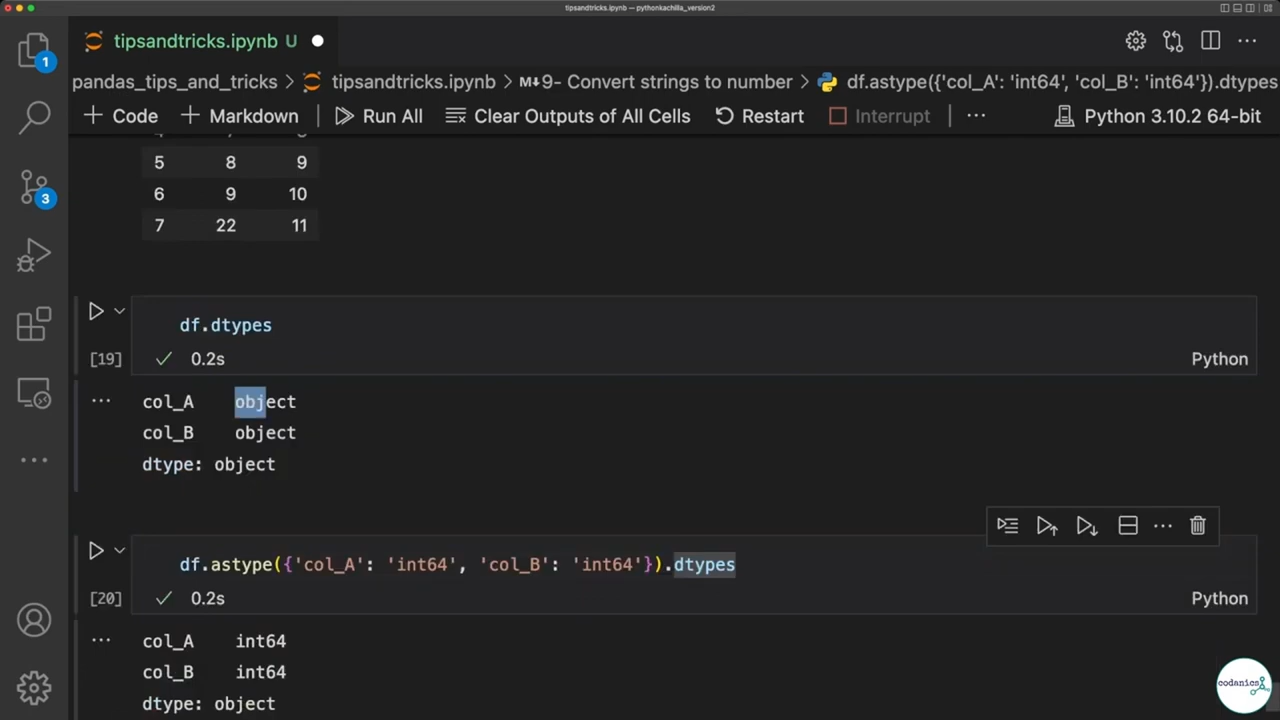 tipsandtricks.ipynb — pythonkachilla_version2
tipsandtricks.ipynb U
pandas_tips_and_tricks > tipsandtricks.ipynb > M↓9- Convert strings to number > df.astype({'col_A': 'int64', 'col_B': 'int64'}).dtypes
+ Code + Markdown | Run All Clear Outputs of All Cells Restart Interrupt | ... Python 3.10.2 64-bit
1
3
5 8 9
6 9 10
7 22 11
df.dtypes
[19] 0.2s Python
... col_A object
col_B object
dtype: object
df.astype({'col_A': 'int64', 'col_B': 'int64'}).dtypes
[20] 0.2s Python
... col_A int64
col_B int64
dtype: object
codanics